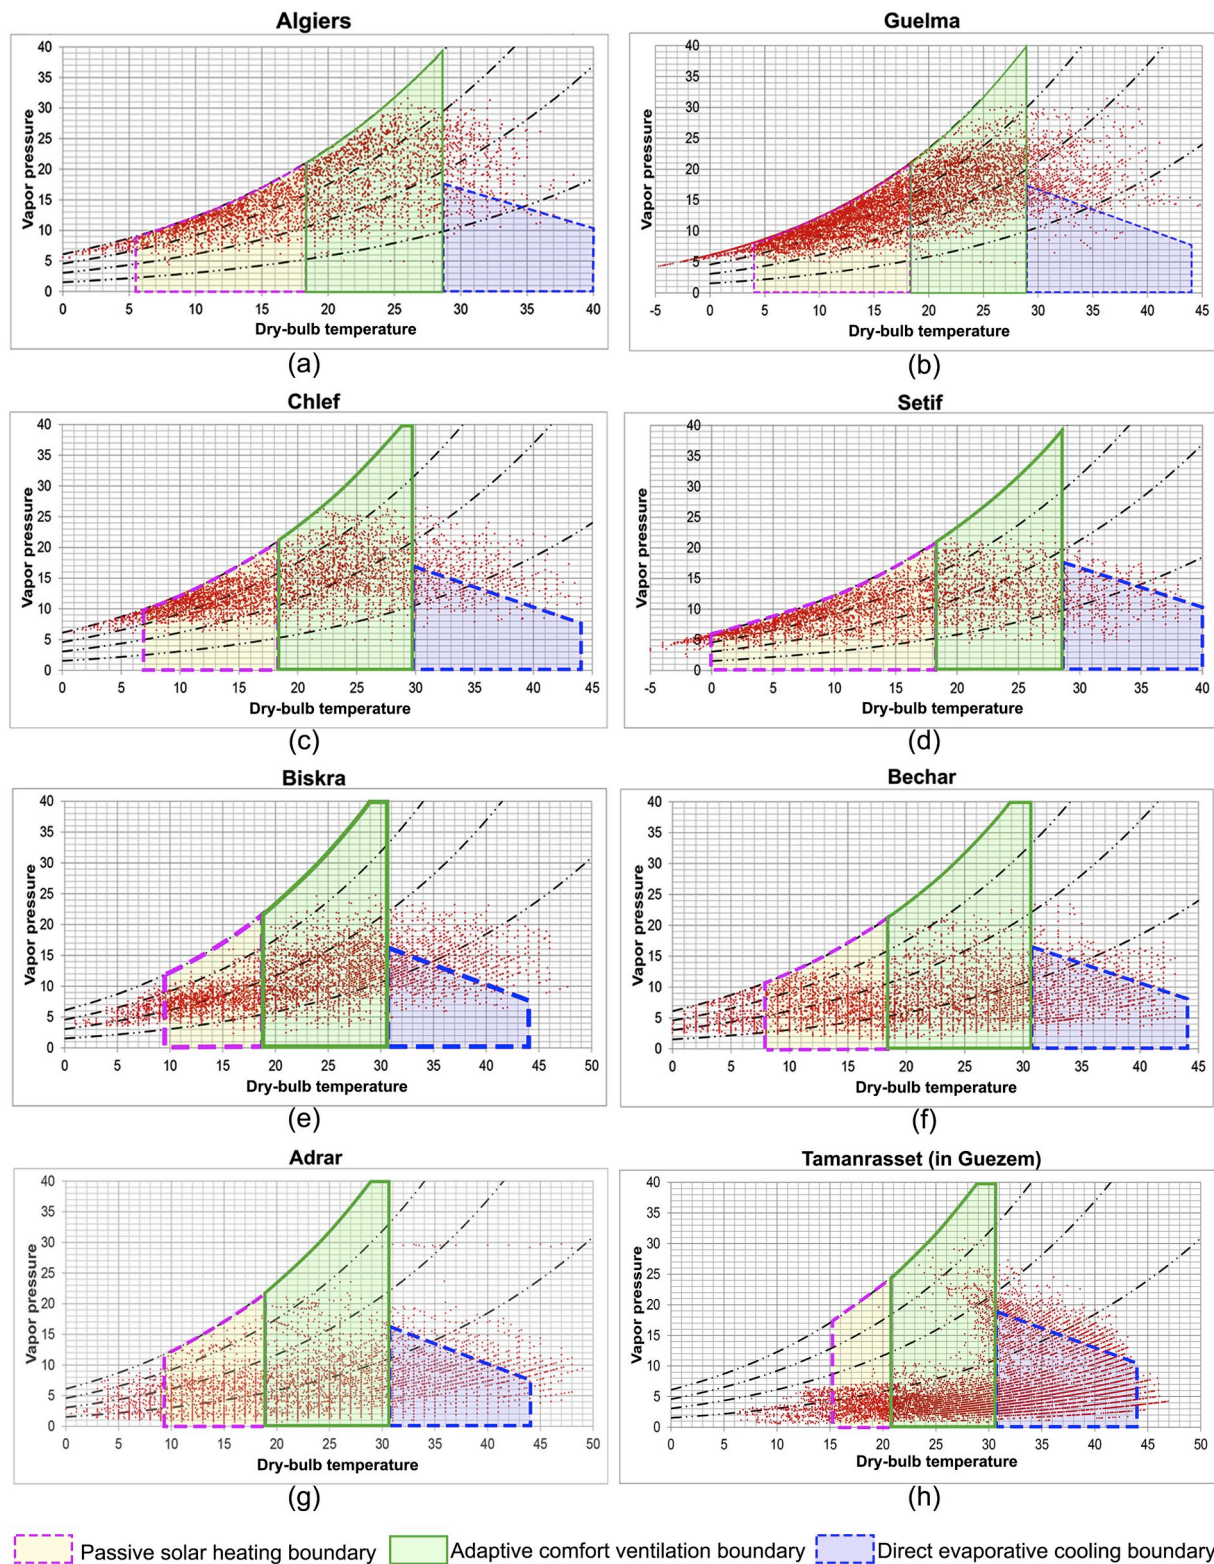 Algiers
Vapor pressure
40
35
30
25
20
15
10
5
0
0 5 10 15 20 25 30 35 40
Dry-bulb temperature
(a)
Guelma
Vapor pressure
40
35
30
25
20
15
10
5
0
-5 0 5 10 15 20 25 30 35 40 45
Dry-bulb temperature
(b)
Chlef
Vapor pressure
40
35
30
25
20
15
10
5
0
0 5 10 15 20 25 30 35 40 45
Dry-bulb temperature
(c)
Setif
Vapor pressure
40
35
30
25
20
15
10
5
0
-5 0 5 10 15 20 25 30 35 40
Dry-bulb temperature
(d)
Biskra
Vapor pressure
40
35
30
25
20
15
10
5
0
0 5 10 15 20 25 30 35 40 45 50
Dry-bulb temperature
(e)
Bechar
Vapor pressure
40
35
30
25
20
15
10
5
0
0 5 10 15 20 25 30 35 40 45
Dry-bulb temperature
(f)
Adrar
Vapor pressure
40
35
30
25
20
15
10
5
0
0 5 10 15 20 25 30 35 40 45 50
Dry-bulb temperature
(g)
Tamanrasset (in Guezem)
Vapor pressure
40
35
30
25
20
15
10
5
0
0 5 10 15 20 25 30 35 40 45 50
Dry-bulb temperature
(h)
Passive solar heating boundary
Adaptive comfort ventilation boundary
Direct evaporative cooling boundary